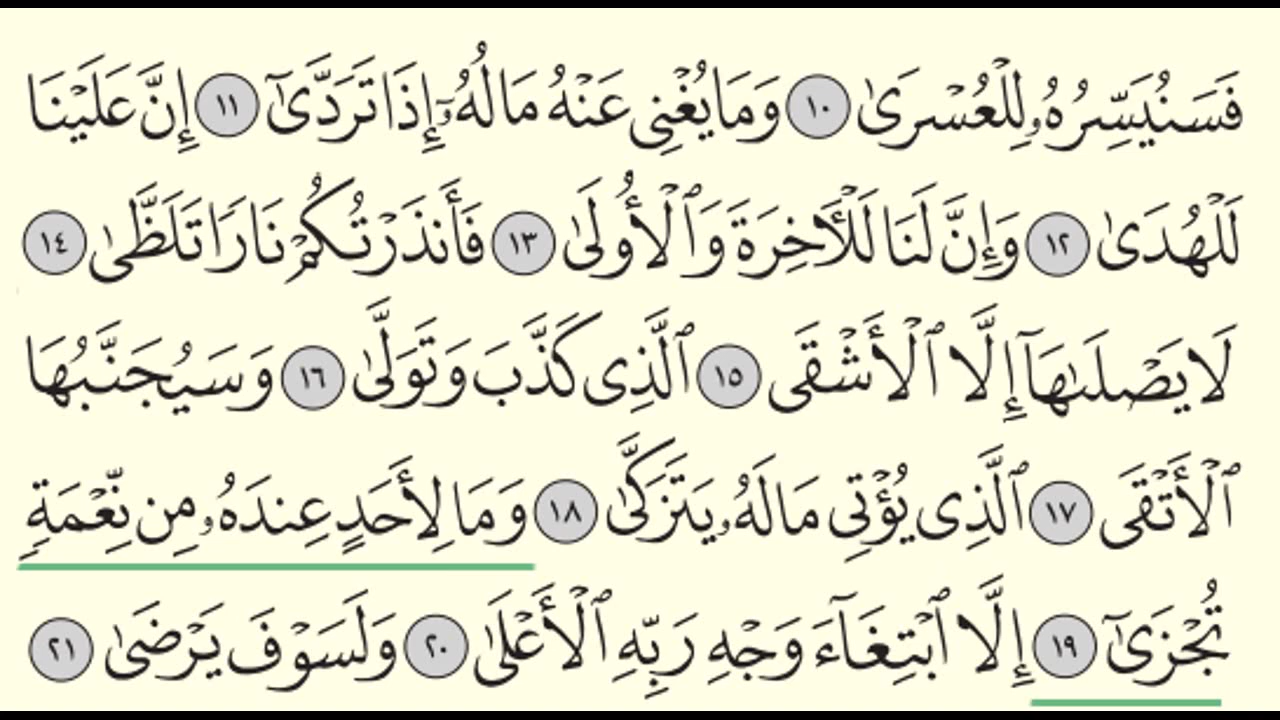 فَسَنُيَسِّرُهُۥ لِلْعُسْرَىٰ ١٠ وَمَا يُغْنِى عَنْهُ مَالُهُۥٓ إِذَا تَرَدَّىٰٓ ١١ إِنَّ عَلَيْنَا
لَلْهُدَىٰ ١٢ وَإِنَّ لَنَا لَلْـَٔاخِرَةَ وَٱلْأُولَىٰ ١٣ فَأَنذَرْتُكُمْ نَارًا تَلَظَّىٰ ١٤
لَا يَصْلَىٰهَآ إِلَّا ٱلْأَشْقَى ١٥ ٱلَّذِى كَذَّبَ وَتَوَلَّىٰ ١٦ وَسَيُجَنَّبُهَا
ٱلْأَتْقَى ١٧ ٱلَّذِى يُؤْتِى مَالَهُۥ يَتَزَكَّىٰ ١٨ وَمَا لِأَحَدٍ عِندَهُۥ مِن نِّعْمَةٍ
تُجْزَىٰٓ ١٩ إِلَّا ٱبْتِغَآءَ وَجْهِ رَبِّهِ ٱلْأَعْلَىٰ ٢٠ وَلَسَوْفَ يَرْضَىٰ ٢١